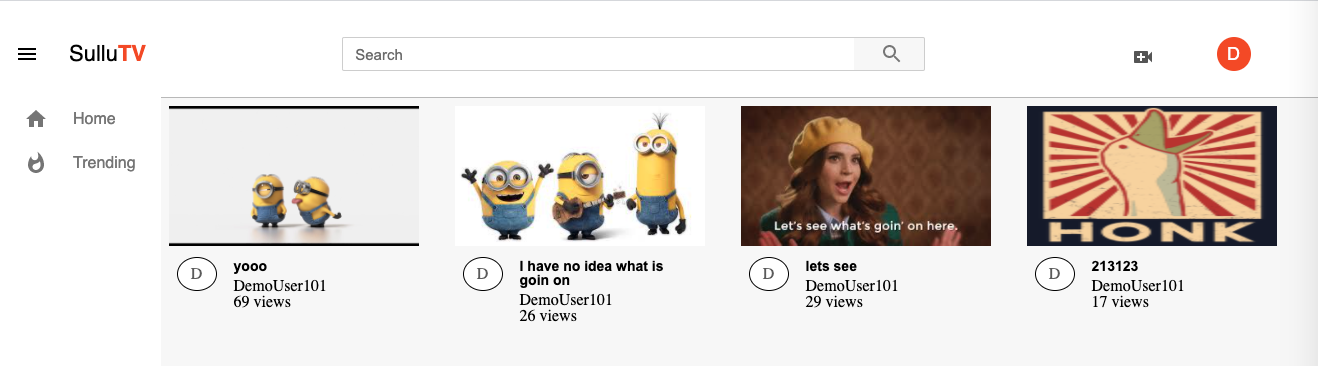 SulluTV
Search
D
Home
Trending
Let's see what's goin' on here.
HONK
D
yooo
DemoUser101
69 views
D
I have no idea what is
goin on
DemoUser101
26 views
D
lets see
DemoUser101
29 views
D
213123
DemoUser101
17 views